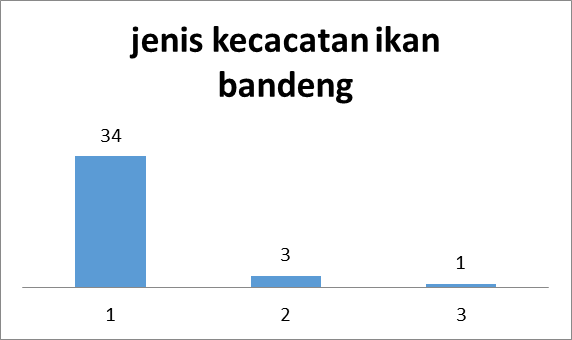 jenis kecacatan ikan
bandeng
34
3
1
1 2 3